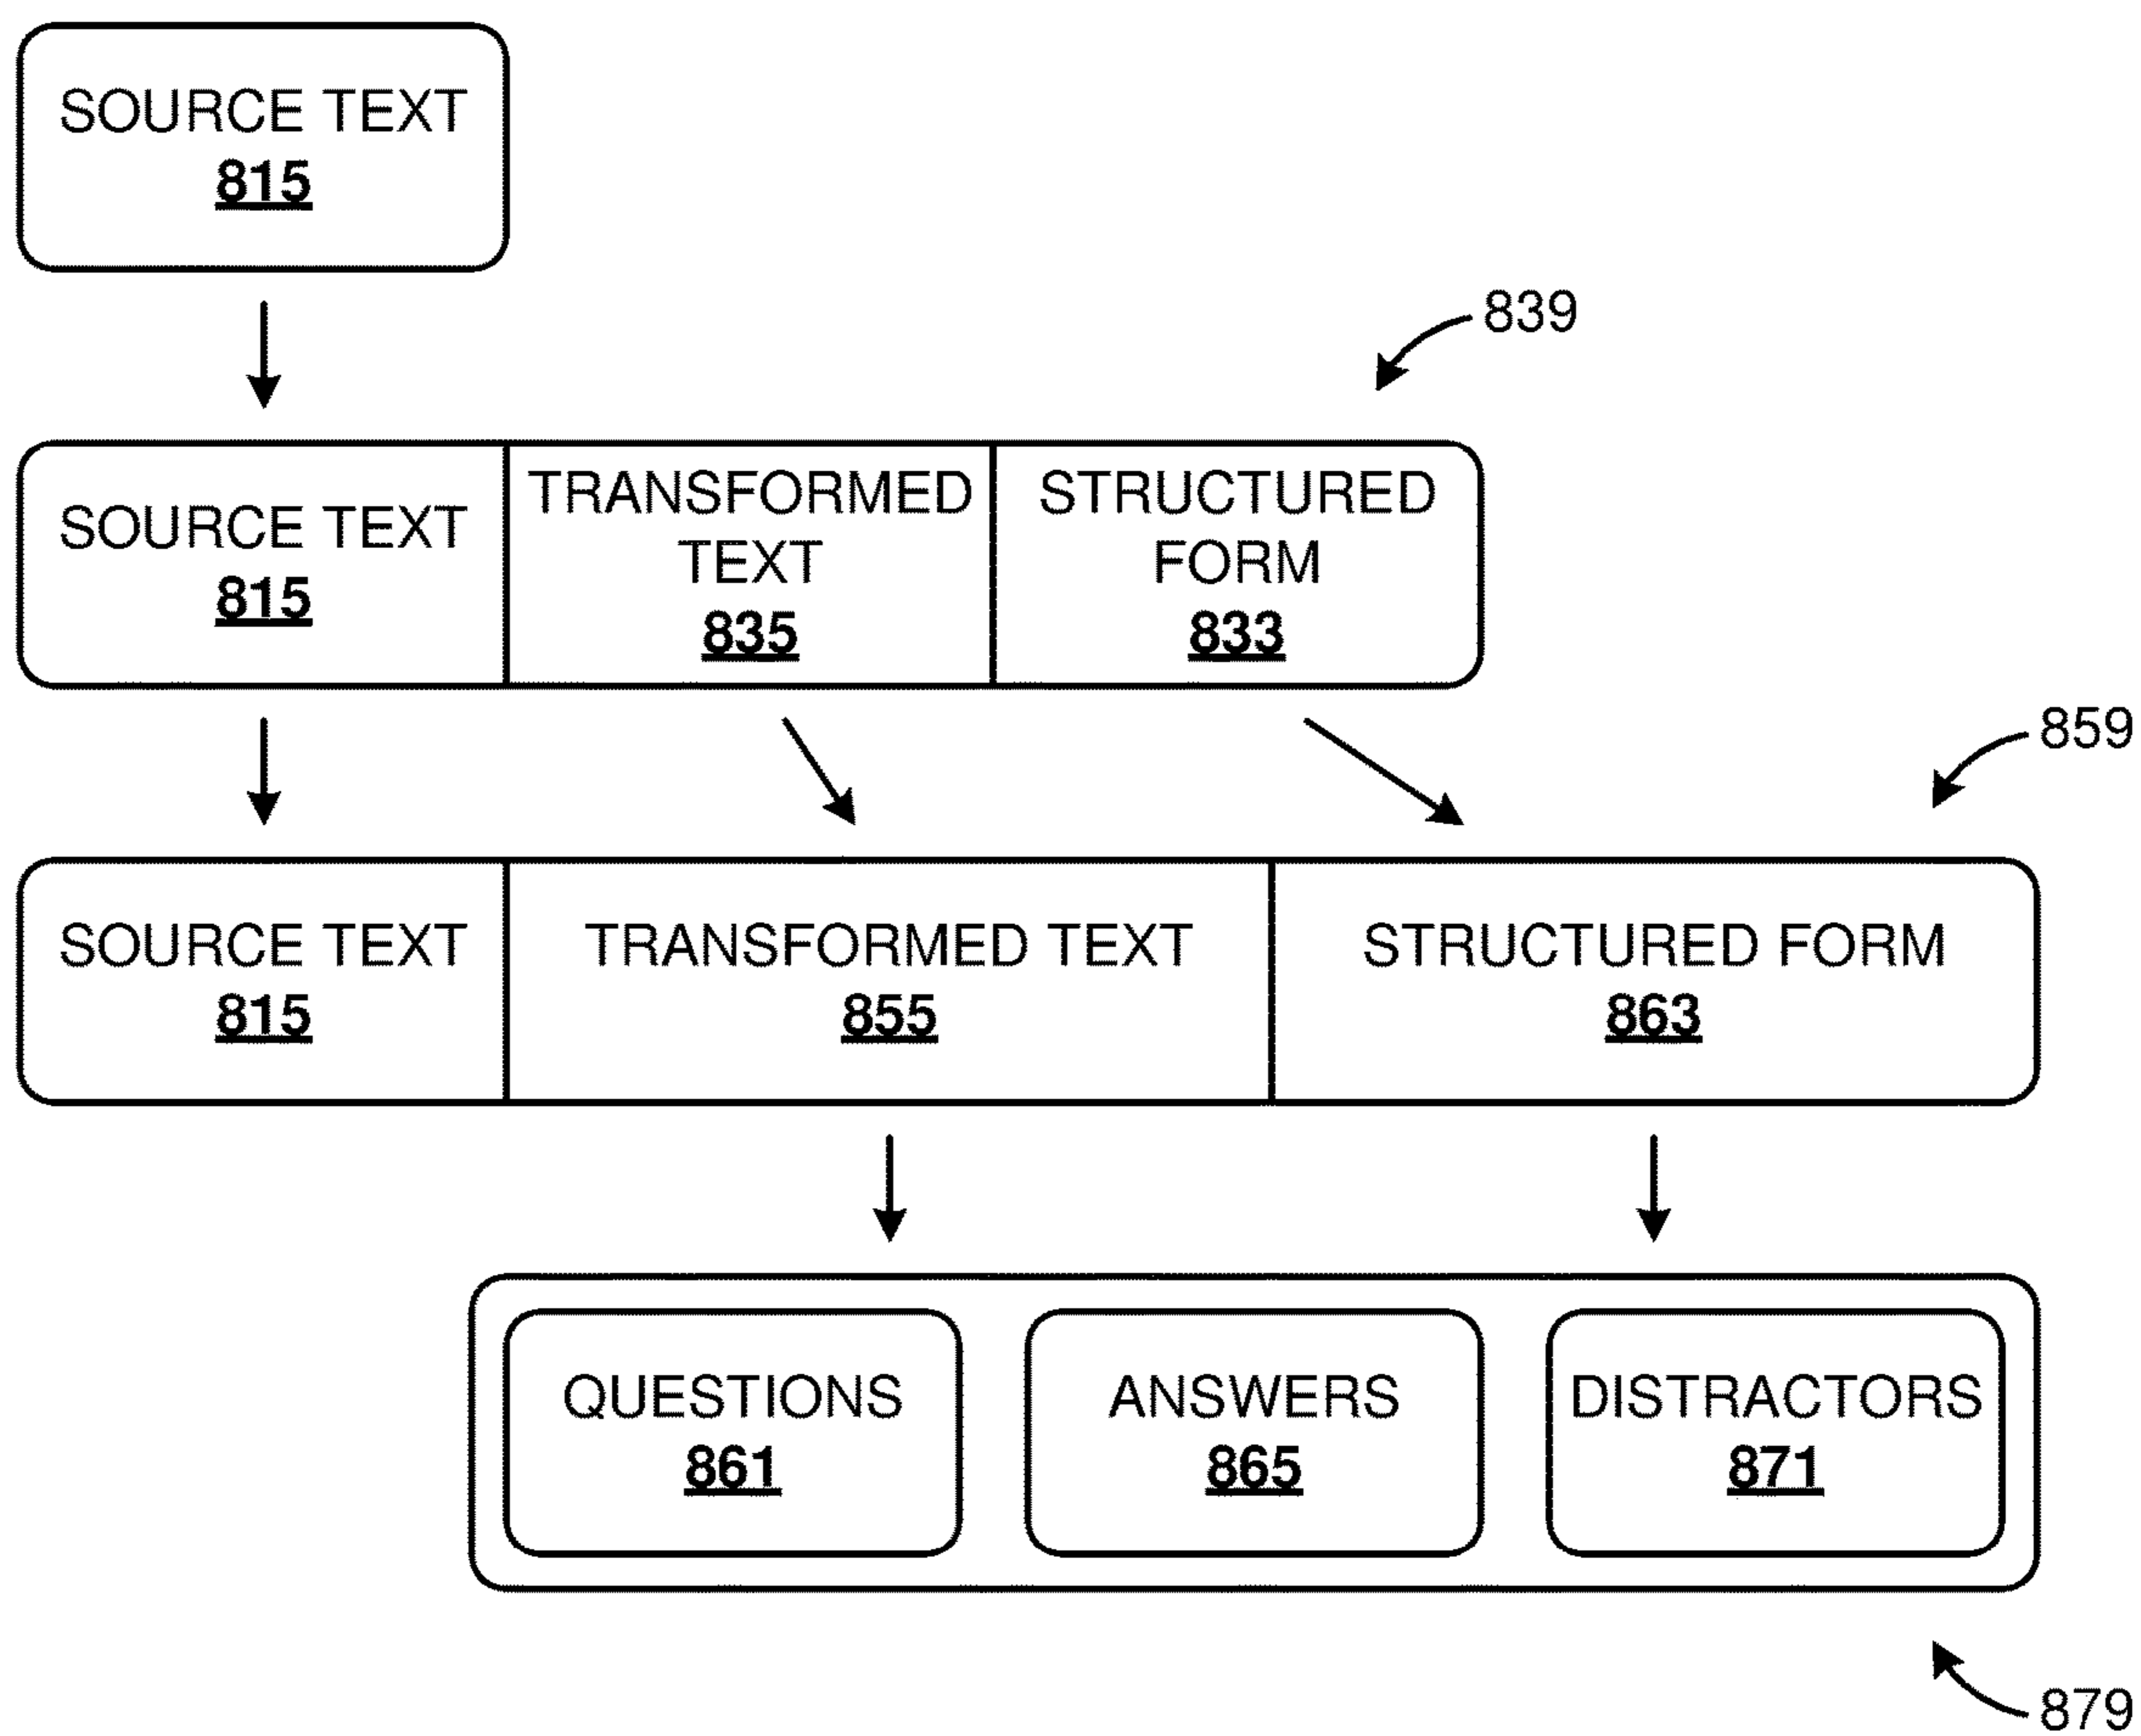 SOURCE TEXT
815
839
SOURCE TEXT
815
TRANSFORMED
TEXT
835
STRUCTURED
FORM
833
859
SOURCE TEXT
815
TRANSFORMED TEXT
855
STRUCTURED FORM
863
QUESTIONS
861
ANSWERS
865
DISTRACTORS
871
879